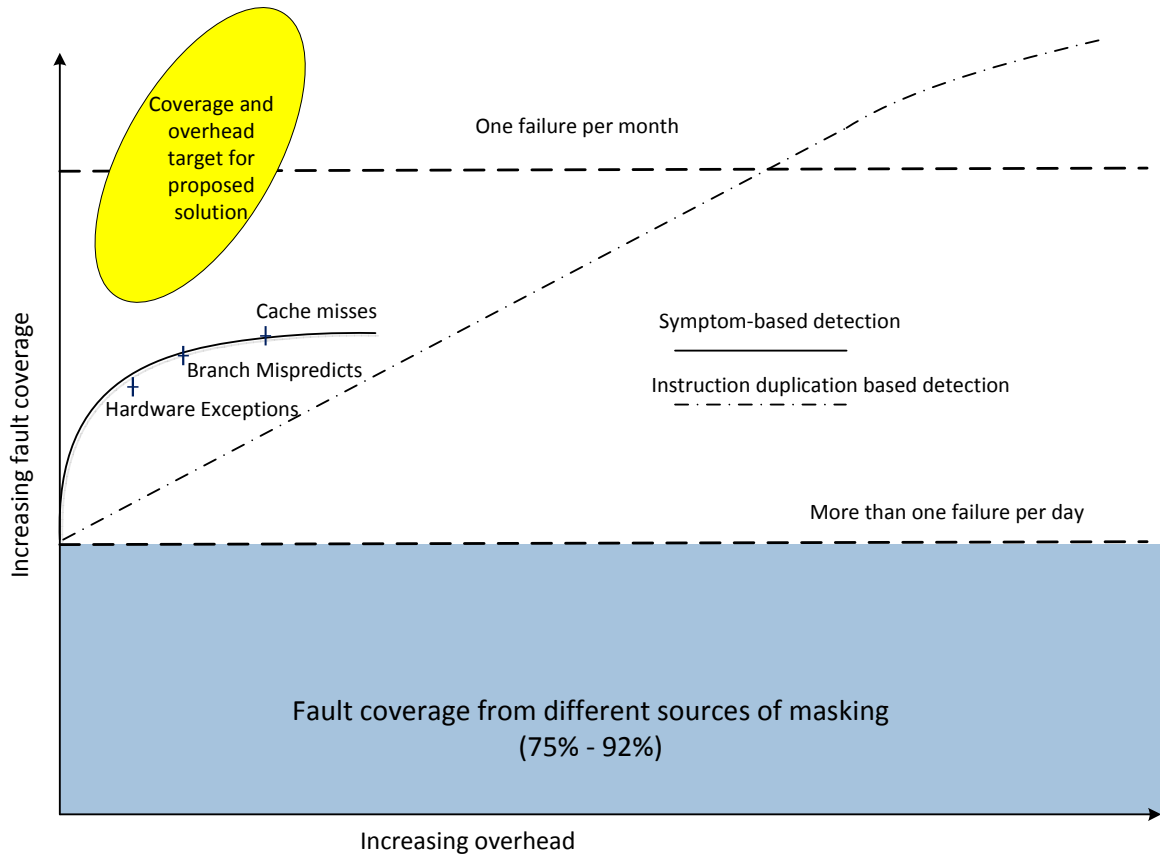 Coverage and
overhead
target for
proposed
solution
One failure per month
Cache misses
Branch Mispredicts
Hardware Exceptions
Symptom-based detection
Instruction duplication based detection
More than one failure per day
Increasing fault coverage
Fault coverage from different sources of masking
(75% - 92%)
Increasing overhead